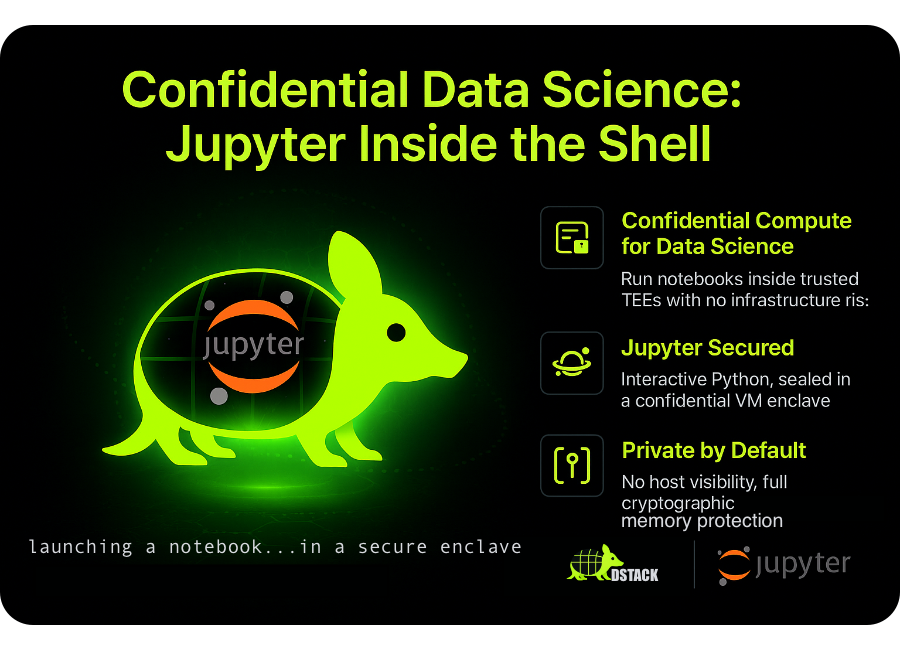 Confidential Data Science:
Jupyter Inside the Shell
jupyter
Confidential Compute
for Data Science
Run notebooks inside trusted
TEEs with no infrastructure ris:
Jupyter Secured
Interactive Python, sealed in
a confidential VM enclave
Private by Default
No host visibility, full
cryptographic
memory protection
launching a notebook...in a secure enclave
DSTACK
jupyter